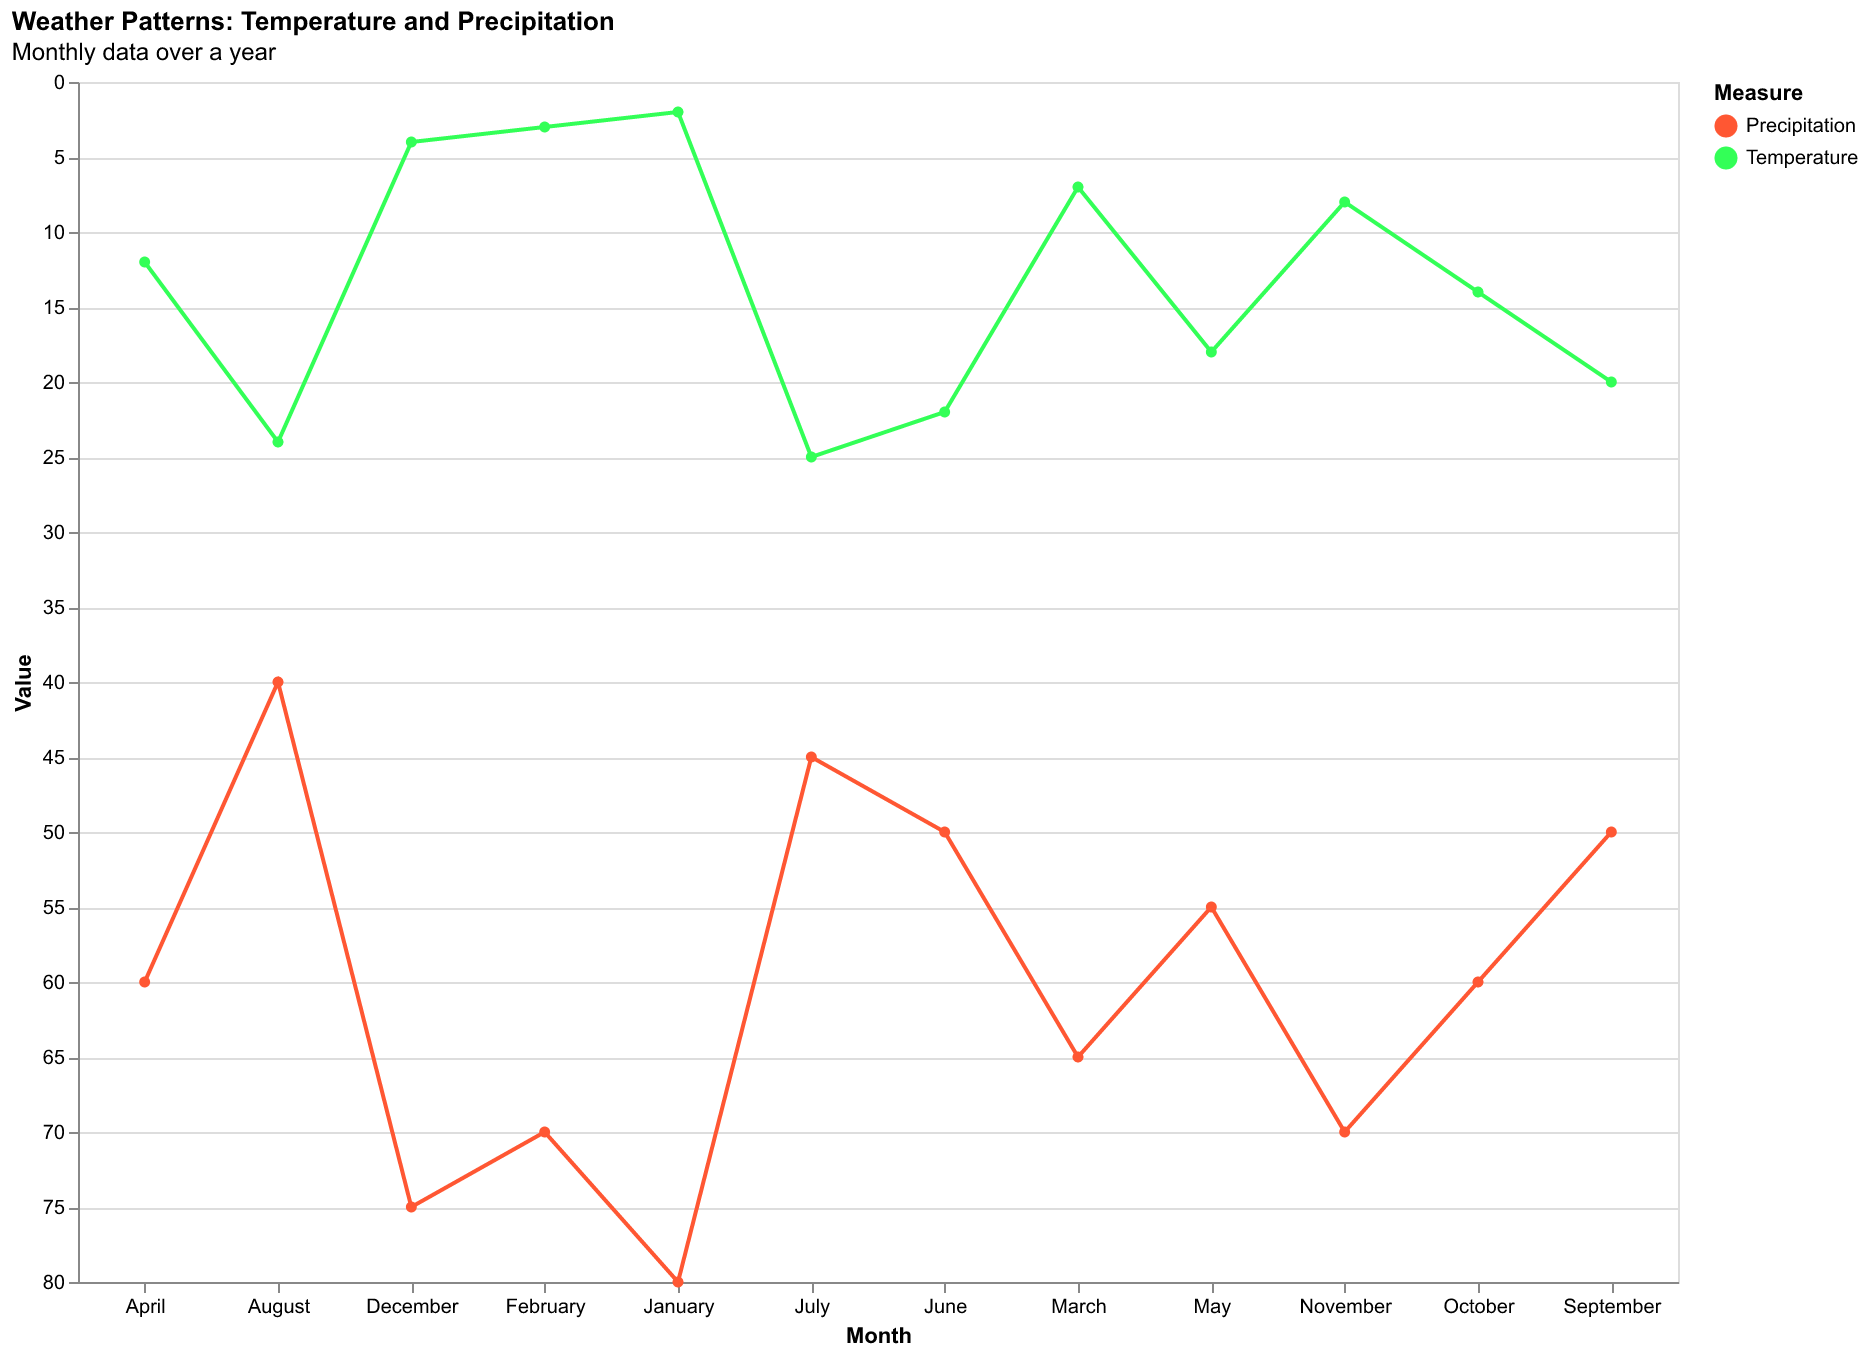 Weather Patterns: Temperature and Precipitation
Monthly data over a year
Measure
Precipitation
Temperature
Value
0
5
10
15
20
25
30
35
40
45
50
55
60
65
70
75
80
April
August
December
February
January
July
June
March
May
November
October
September
Month